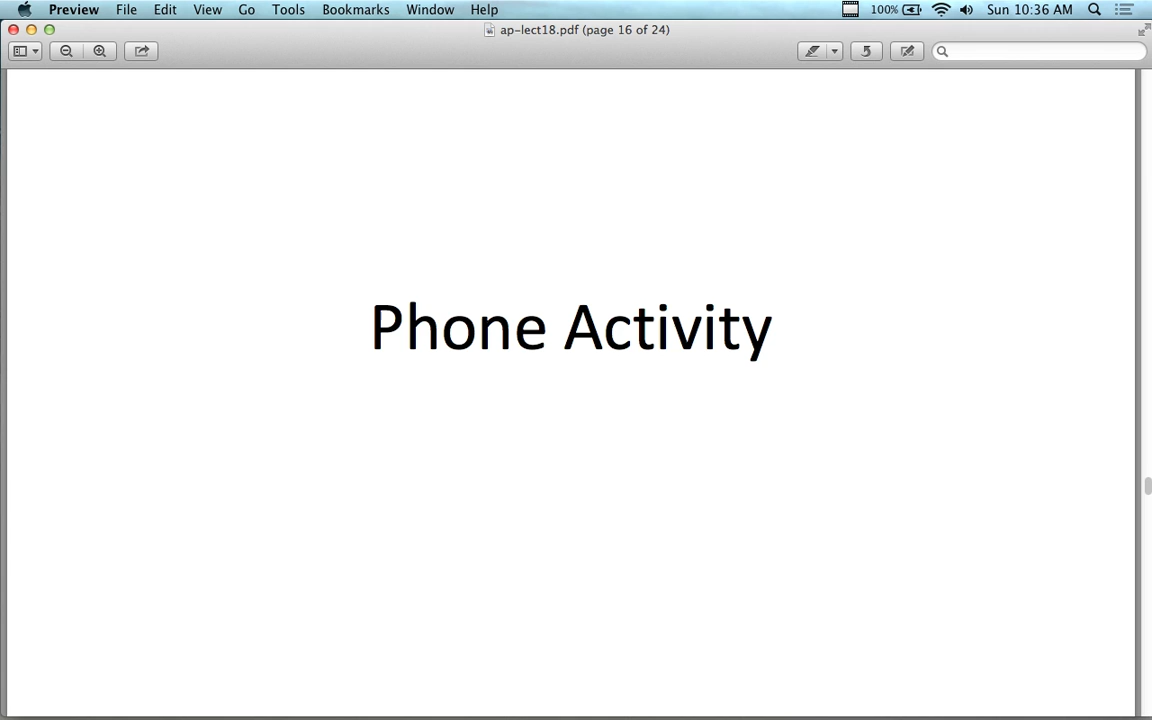 Preview File Edit View Go Tools Bookmarks Window Help 100% Sun 10:36 AM
ap-lect18.pdf (page 16 of 24)
Phone Activity